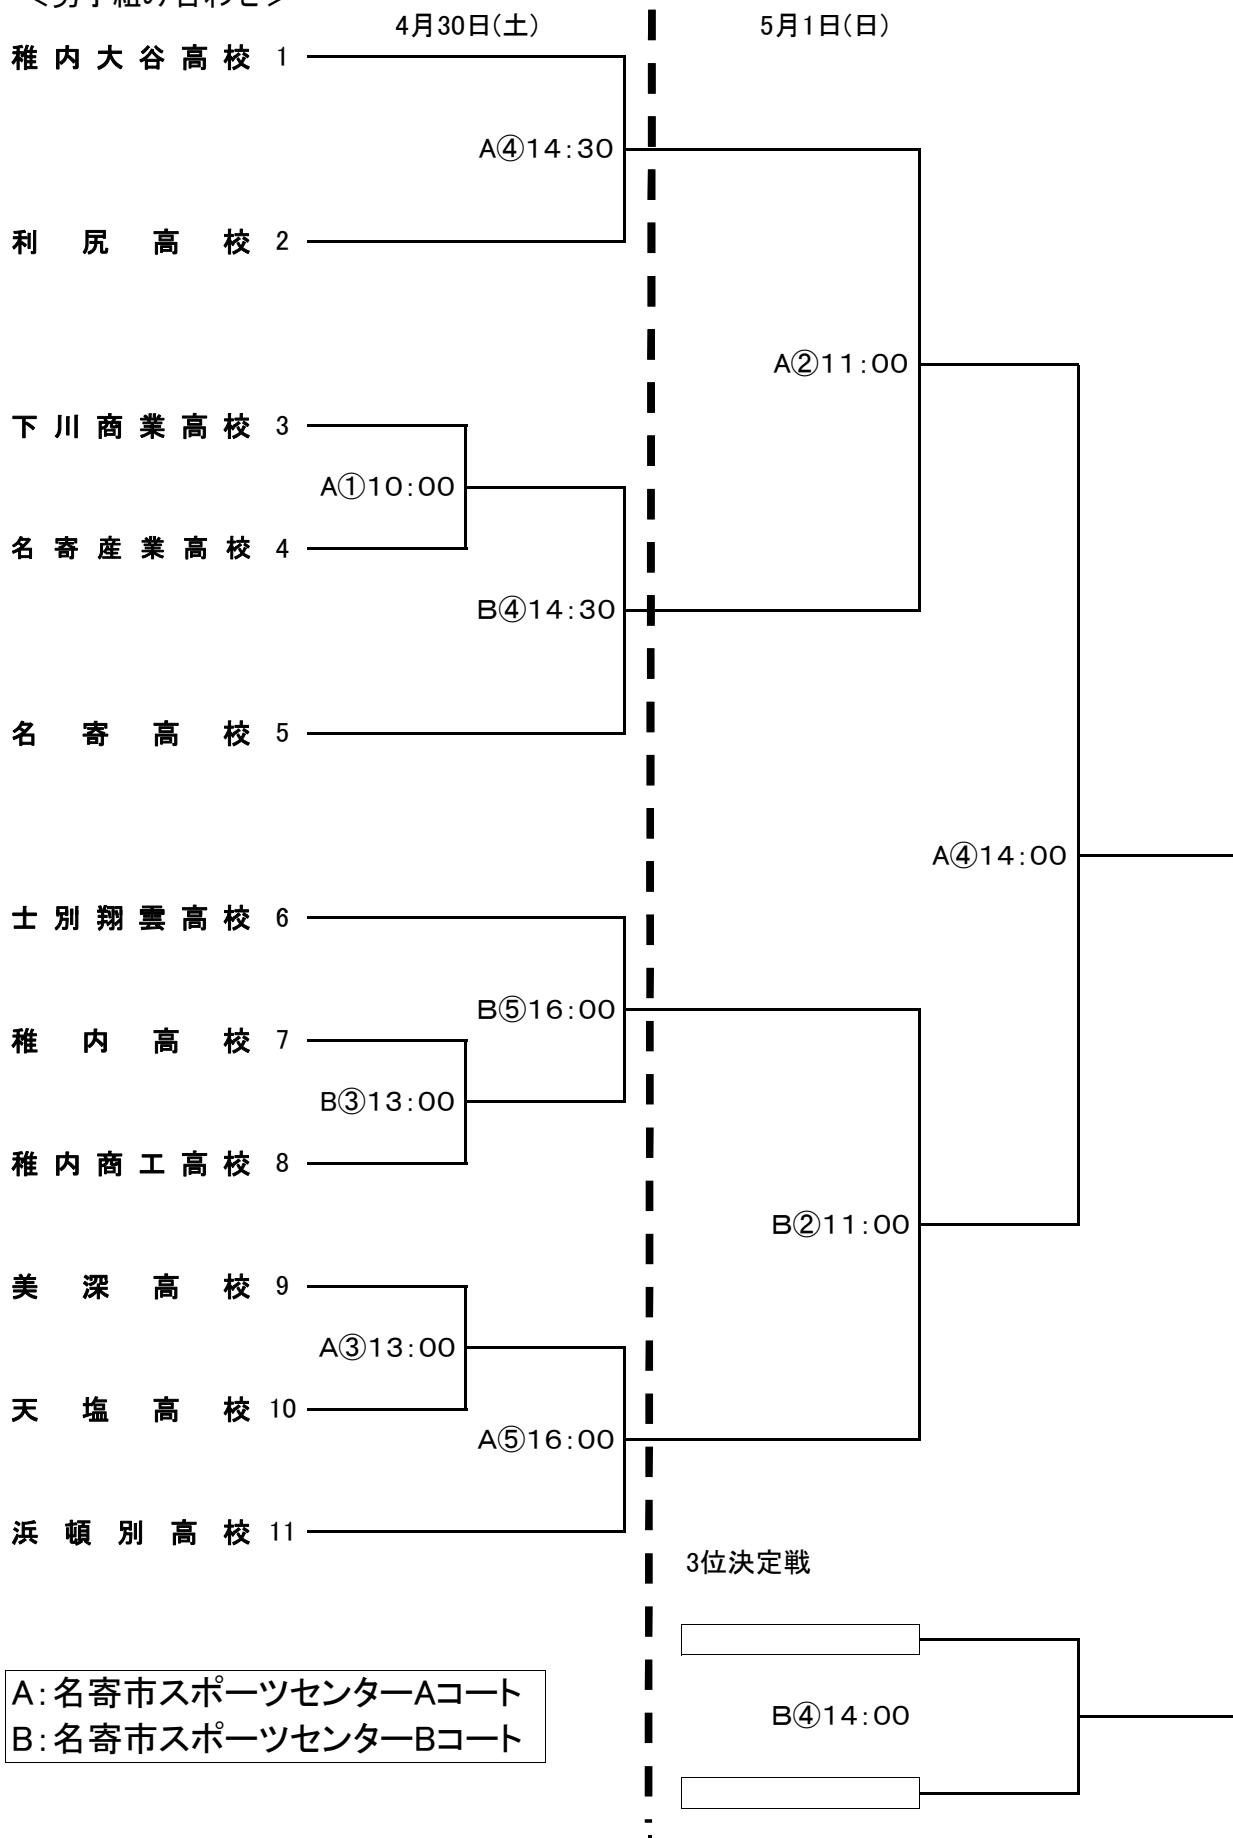 <男子組み合わせ>
4月30日(土) 5月1日(日)
稚内大谷高校 1
A④14:30
利尻高校 2
A②11:00
下川商業高校 3
A①10:00
名寄産業高校 4
B④14:30
名寄高校 5
A④14:00
士別翔雲高校 6
B⑤16:00
稚内高校 7
B③13:00
稚内商工高校 8
B②11:00
美深高校 9
A③13:00
天塩高校 10
A⑤16:00
浜頓別高校 11
3位決定戦
A:名寄市スポーツセンターAコート
B④14:00
B:名寄市スポーツセンターBコート